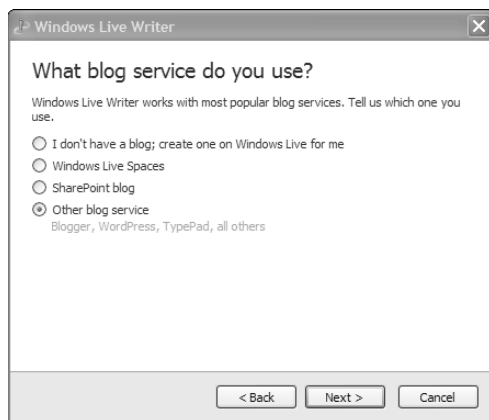 Windows Live Writer
What blog service do you use?
Windows Live Writer works with most popular blog services. Tell us which one you
use.
I don't have a blog; create one on Windows Live for me
Windows Live Spaces
SharePoint blog
Other blog service
Blogger, WordPress, TypePad, all others
< Back Next > Cancel